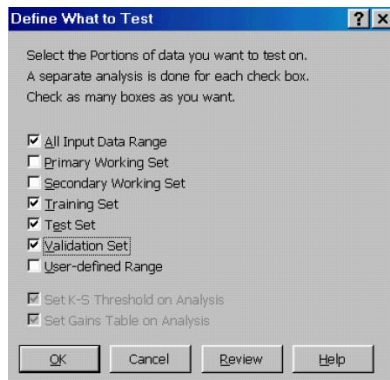 Define What to Test
Select the Portions of data you want to test on.
A separate analysis is done for each check box.
Check as many boxes as you want.
All Input Data Range
Primary Working Set
Secondary Working Set
Training Set
Test Set
Validation Set
User-defined Range
Set K-S Threshold on Analysis
Set Gains Table on Analysis
OK Cancel Review Help